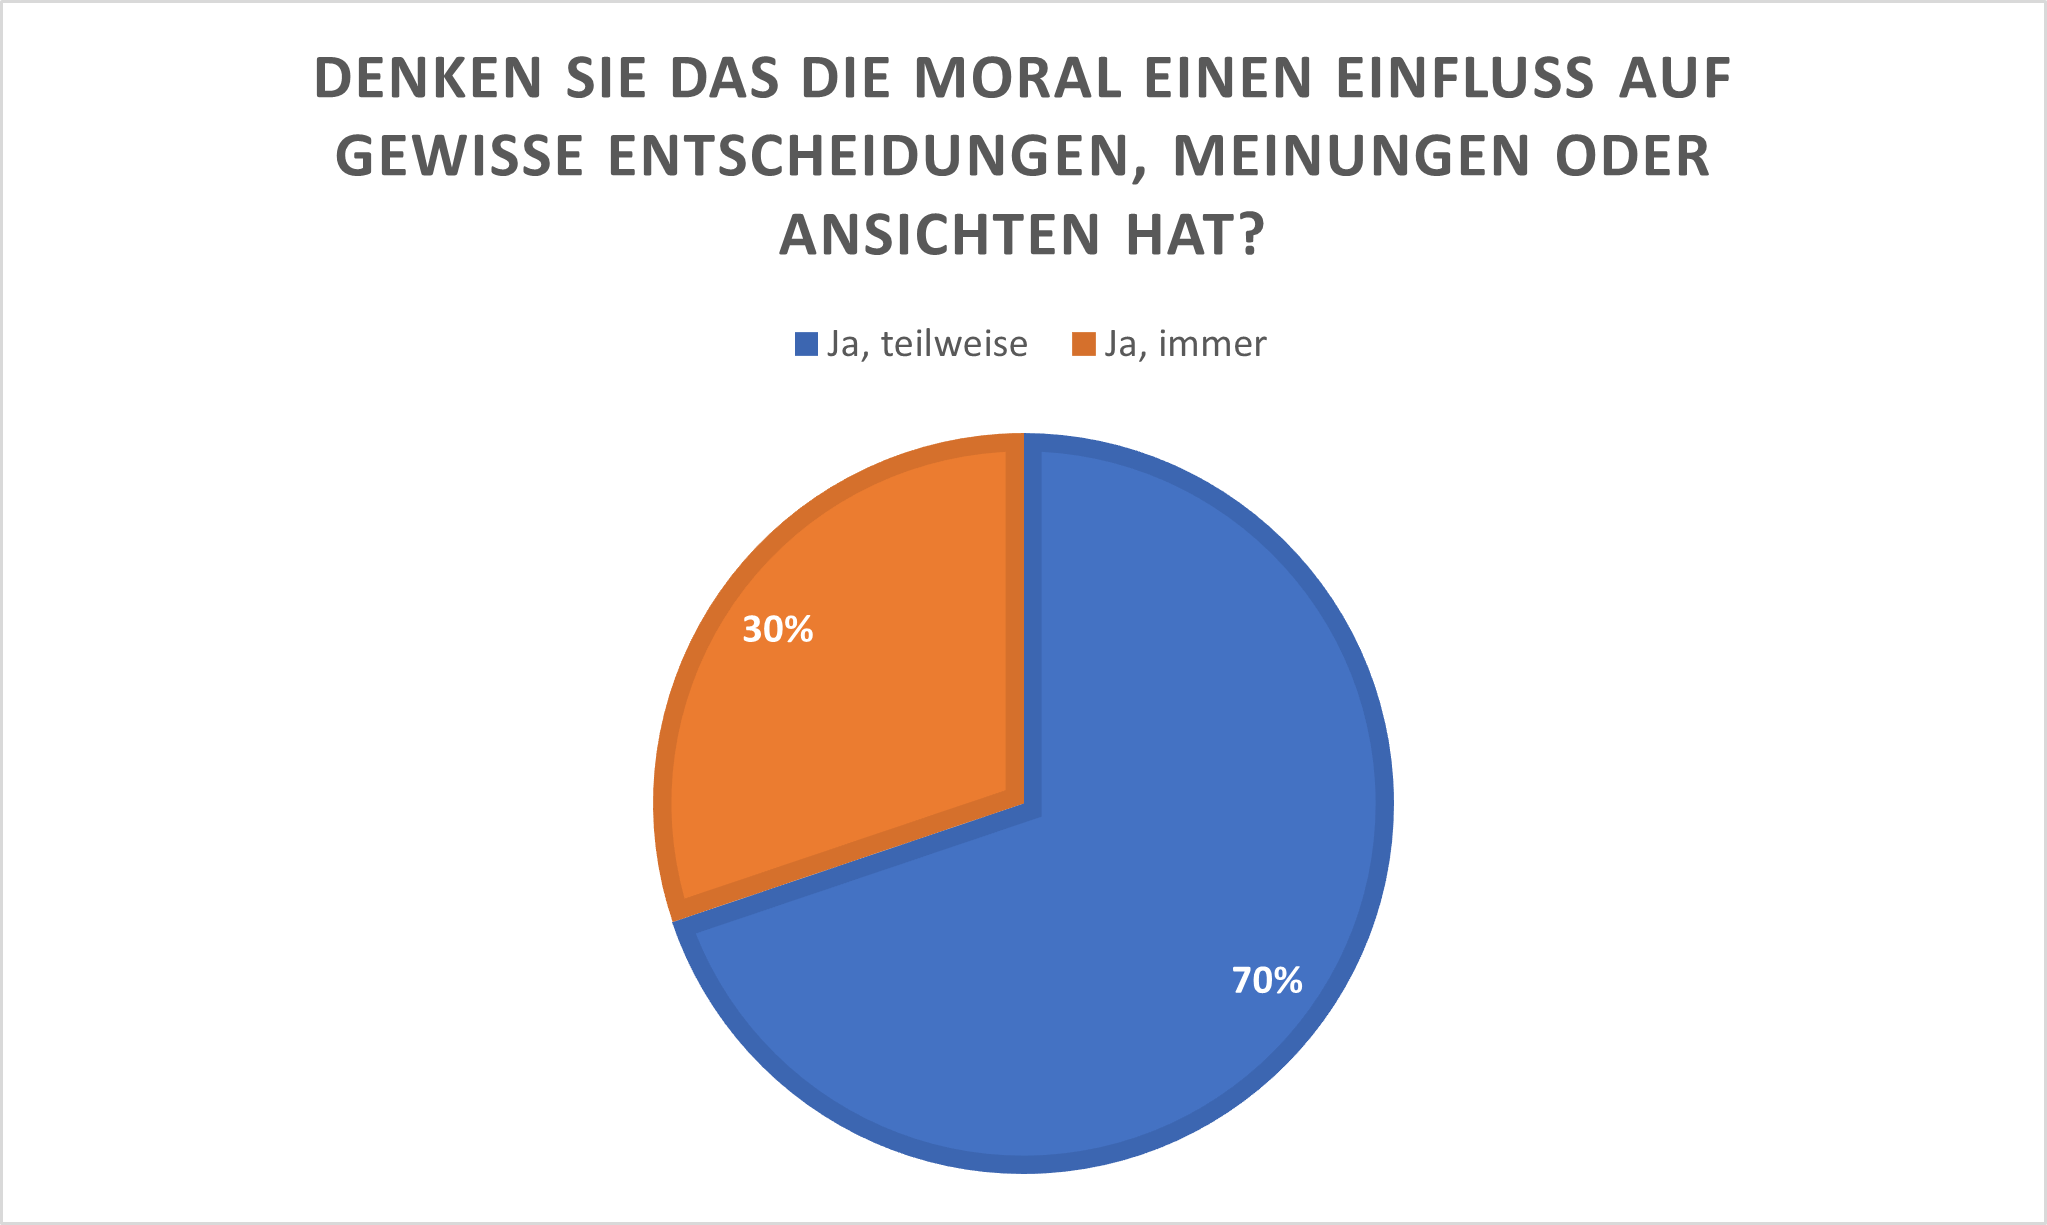 DENKEN SIE DAS DIE MORAL EINEN EINFLUSS AUF
GEWISSE ENTSCHEIDUNGEN, MEINUNGEN ODER
ANSICHTEN HAT?
Ja, teilweise Ja, immer
30%
70%